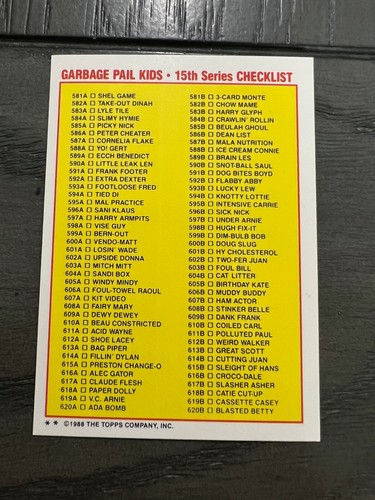 GARBAGE PAIL KIDS • 15th Series CHECKLIST
581A ☐ SHEL GAME
582A ☐ TAKE-OUT DINAH
583A ☐ LYLE TILE
584A ☐ SLIMY HYMIE
585A ☐ PICKY NICK
586A ☐ PETER CHEATER
587A ☐ CORNELIA FLAKE
588A ☐ YO! GERT
589A ☐ ECCH BENEDICT
590A ☐ LITTLE LEAK LEN
591A ☐ FRANK FOOTER
592A ☐ EXTRA DEXTER
593A ☐ FOOTLOOSE FRED
594A ☐ TIED DI
595A ☐ MAL PRACTICE
596A ☐ SANI KLAUS
597A ☐ HARRY ARMPITS
598A ☐ VISE GUY
599A ☐ BERN-OUT
600A ☐ VENDO-MATT
601A ☐ LOSIN' WADE
602A ☐ UPSIDE DONNA
603A ☐ MITCH MITT
604A ☐ SANDI BOX
605A ☐ WINDY MINDY
606A ☐ FOUL-TOWEL RAOUL
607A ☐ KIT VIDEO
608A ☐ FAIRY MARY
609A ☐ DEWY DEWEY
610A ☐ BEAU CONSTRICTED
611A ☐ ACID WAYNE
612A ☐ SHOE LACEY
613A ☐ BAG PIPER
614A ☐ FILLIN' DYLAN
615A ☐ PRESTON CHANGE-O
616A ☐ ALEC GATOR
617A ☐ CLAUDE FLESH
618A ☐ PAPER DOLLY
619A ☐ V.C. ARNIE
620A ☐ ADA BOMB
581B ☐ 3-CARD MONTE
582B ☐ CHOW MAME
583B ☐ HARRY GLYPH
584B ☐ CRAWLIN' ROLLIN
585B ☐ BEULAH GHOUL
586B ☐ DEAN LIST
587B ☐ MALA NUTRITION
588B ☐ ICE CREAM CONNIE
589B ☐ BRAIN LES
590B ☐ SNOT-BALL SAUL
591B ☐ DOG BITES BOYD
592B ☐ FLABBY ABBY
593B ☐ LUCKY LEW
594B ☐ KNOTTY LOTTIE
595B ☐ INTENSIVE CARRIE
596B ☐ SICK NICK
597B ☐ UNDER ARNIE
598B ☐ HUGH FIX-IT
599B ☐ DIM-BULB BOB
600B ☐ DOUG SLUG
601B ☐ HY CHOLESTEROL
602B ☐ TWO-FER JUAN
603B ☐ FOUL BILL
604B ☐ CAT LITTER
605B ☐ BIRTHDAY KATE
606B ☐ MUDDY BUDDY
607B ☐ HAM ACTOR
608B ☐ STINKER BELLE
609B ☐ DANK FRANK
610B ☐ COILED CARL
611B ☐ POLLUTED PAUL
612B ☐ WEIRD WALKER
613B ☐ GREAT SCOTT
614B ☐ CUTTING JUAN
615B ☐ SLEIGHT OF HANS
616B ☐ CROCO-DALE
617B ☐ SLASHER ASHER
618B ☐ CATIE CUT-UP
619B ☐ CASSETTE CASEY
620B ☐ BLASTED BETTY
** ©1988 THE TOPPS COMPANY, INC.